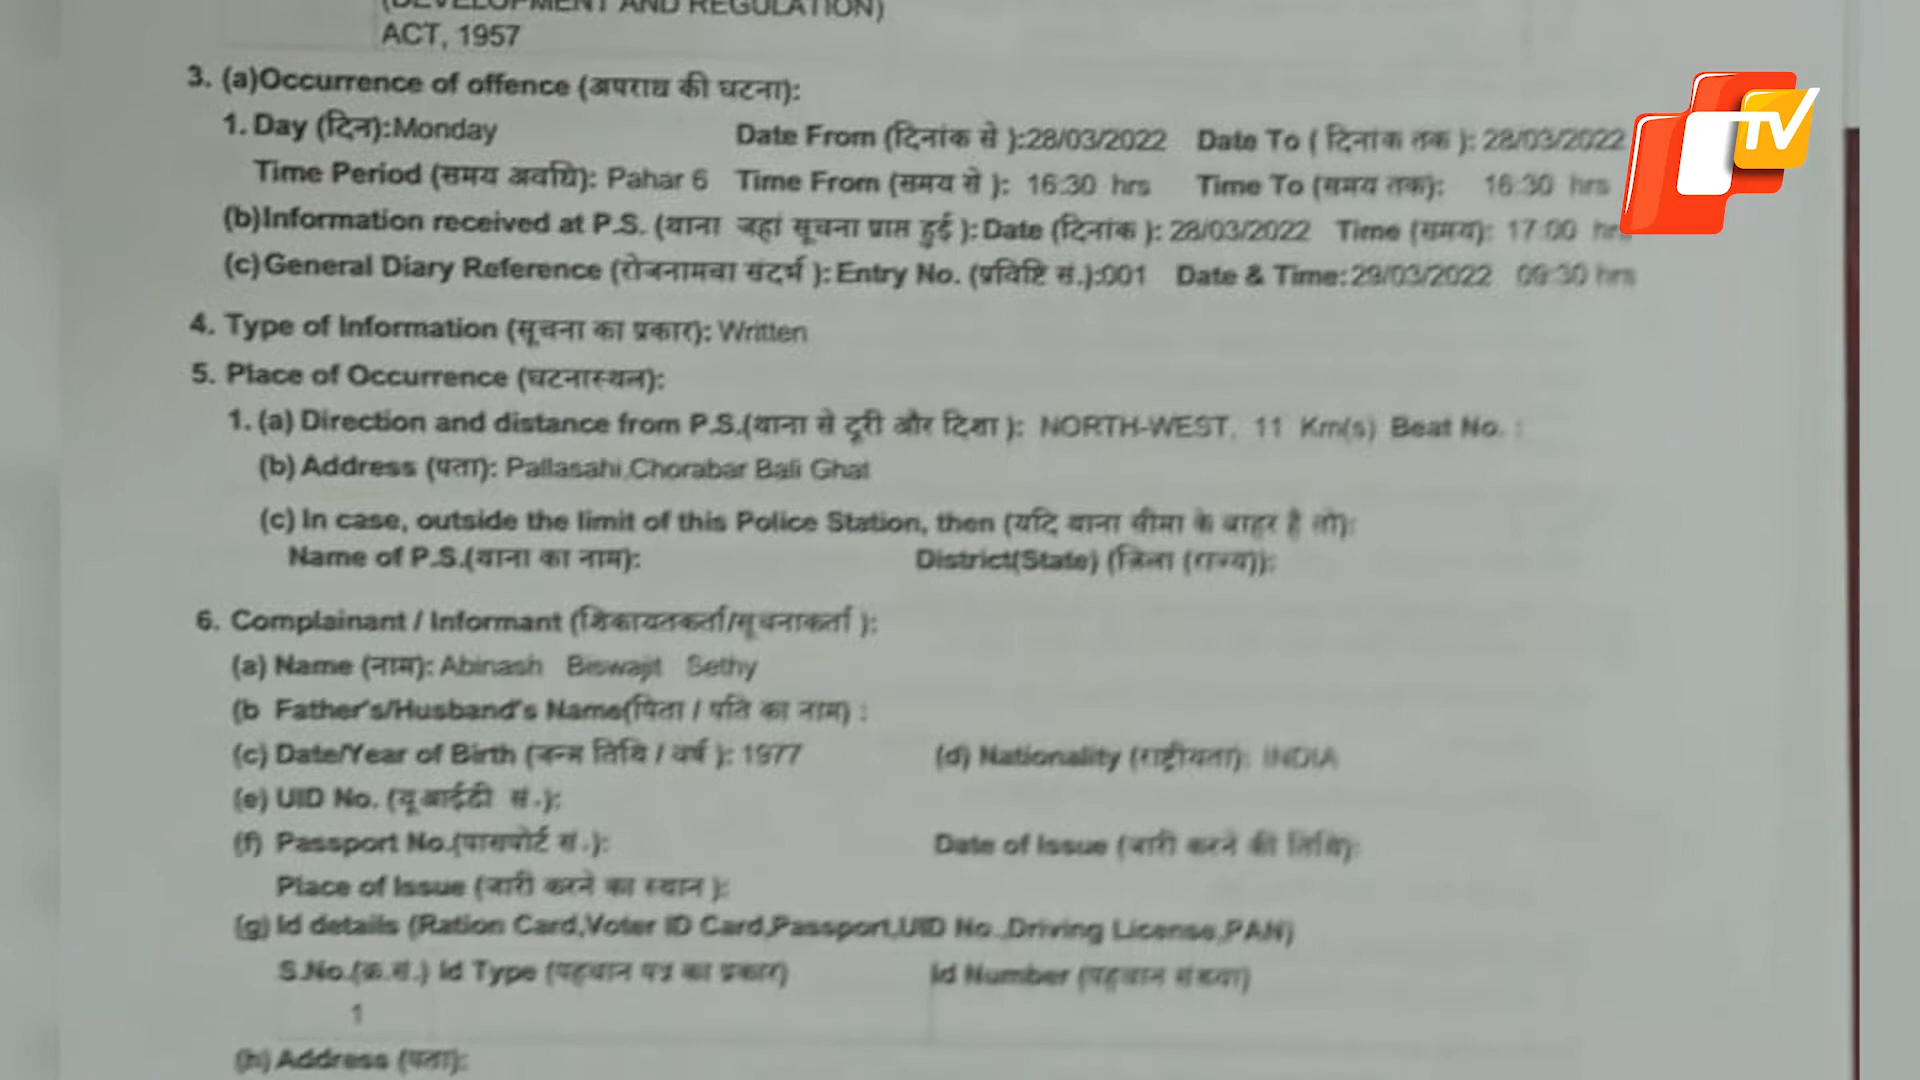 (DEVELOPMENT AND REGULATION)
ACT, 1957
3. (a)Occurrence of offence (अपराध की घटना):
1. Day (दिन):Monday Date From (दिनांक से ):28/03/2022 Date To ( दिनांक तक ): 28/03/2022
Time Period (समय अवधि): Pahar 6 Time From (समय से ): 16:30 hrs Time To (समय तक): 16:30 hrs
(b)Information received at P.S. (थाना जहां सूचना प्राप्त हुई ): Date (दिनांक ): 28/03/2022 Time (समय): 17:00 hrs
(c)General Diary Reference (रोजनामचा संदर्भ ): Entry No. (प्रविष्टि सं.):001 Date & Time: 29/03/2022 hrs
4. Type of Information (सूचना का प्रकार): Written
5. Place of Occurrence (घटनास्थल):
1. (a) Direction and distance from P.S.(थाना से दूरी और दिशा ): NORTH-WEST, 11 Km(s) Beat No. :
(b) Address (पता): Pallasahi,Chorabar Bali Ghat
(c) In case, outside the limit of this Police Station, then (यदि थाना सीमा के बाहर है तो):
Name of P.S.(थाना का नाम): District(State) (जिला (राज्य)):
6. Complainant / Informant (शिकायतकर्ता/सूचनाकर्ता ):
(a) Name (नाम): Abinash Biswajit Sethy
(b Father's/Husband's Name(पिता / पति का नाम) :
(c) Date/Year of Birth (जन्म तिथि / वर्ष ): 1977 (d) Nationality (राष्ट्रीयता): INDIA
(e) UID No. (यूआईडी सं.):
(f) Passport No.(पासपोर्ट सं.): Date of Issue (जारी करने की तिथि):
Place of Issue (जारी करने का स्थान ):
(g) Id details (Ration Card,Voter ID Card,Passport,UID No.,Driving License,PAN)
S.No.(क्र.सं.) Id Type (पहचान पत्र का प्रकार) Id Number (पहचान संख्या)
1
(h) Address (पता):
TV